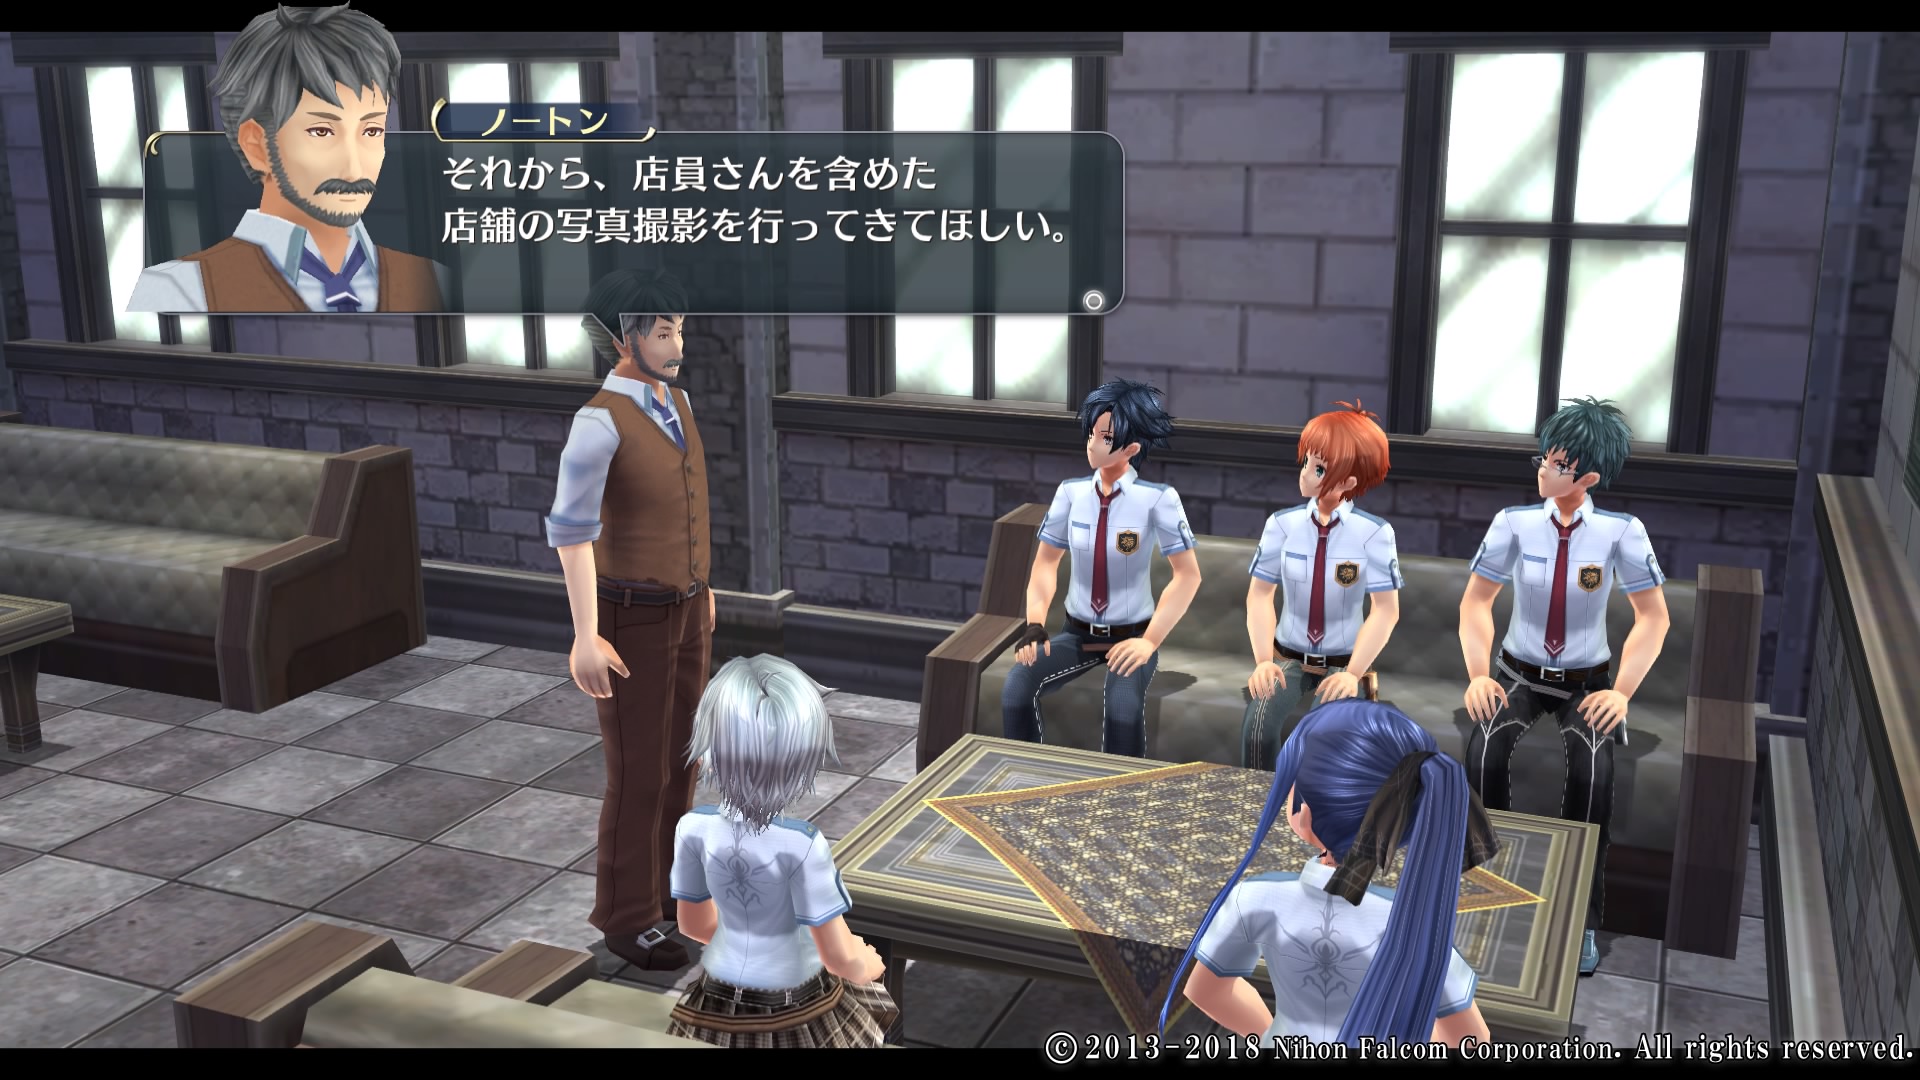 ノートン
それから、店員さんを含めた
店舗の写真撮影を行ってきてほしい。
©2013-2018 Nihon Falcom Corporation. All rights reserved.